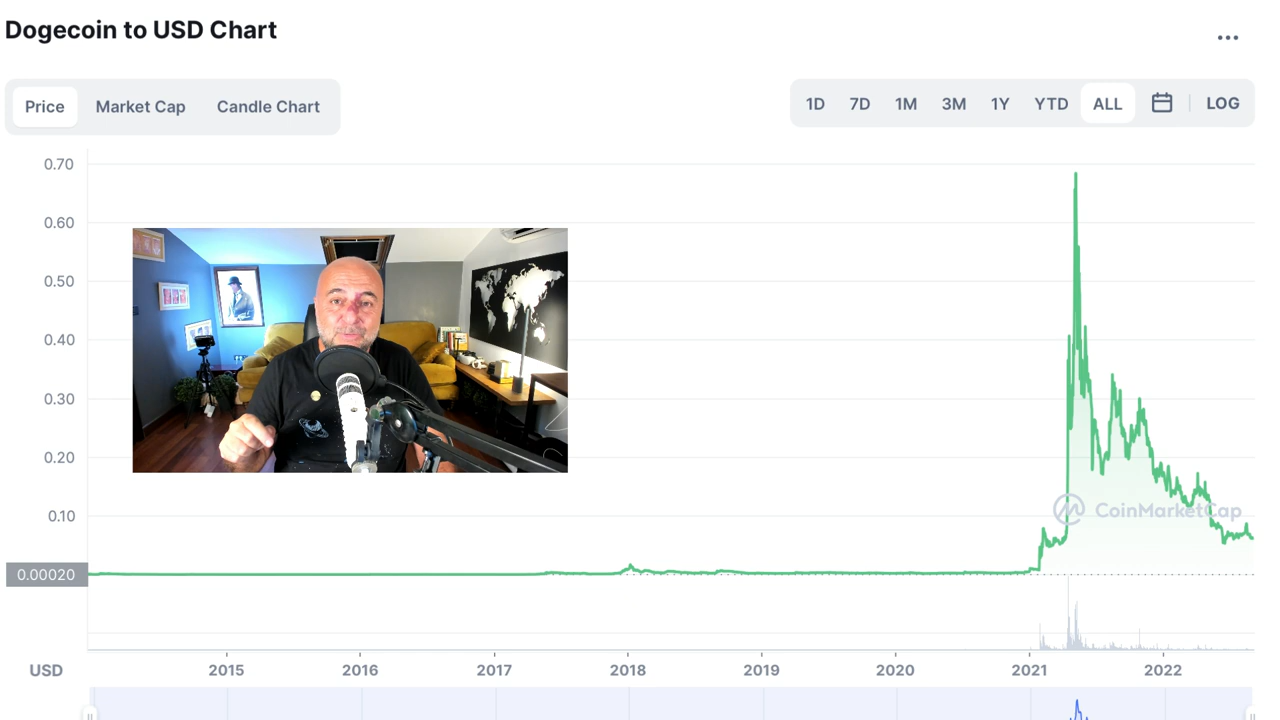 Dogecoin to USD Chart
Price Market Cap Candle Chart
1D 7D 1M 3M 1Y YTD ALL LOG
0.70
0.60
0.50
0.40
0.30
0.20
0.10
CoinMarketCap
0.00020
USD 2015 2016 2017 2018 2019 2020 2021 2022